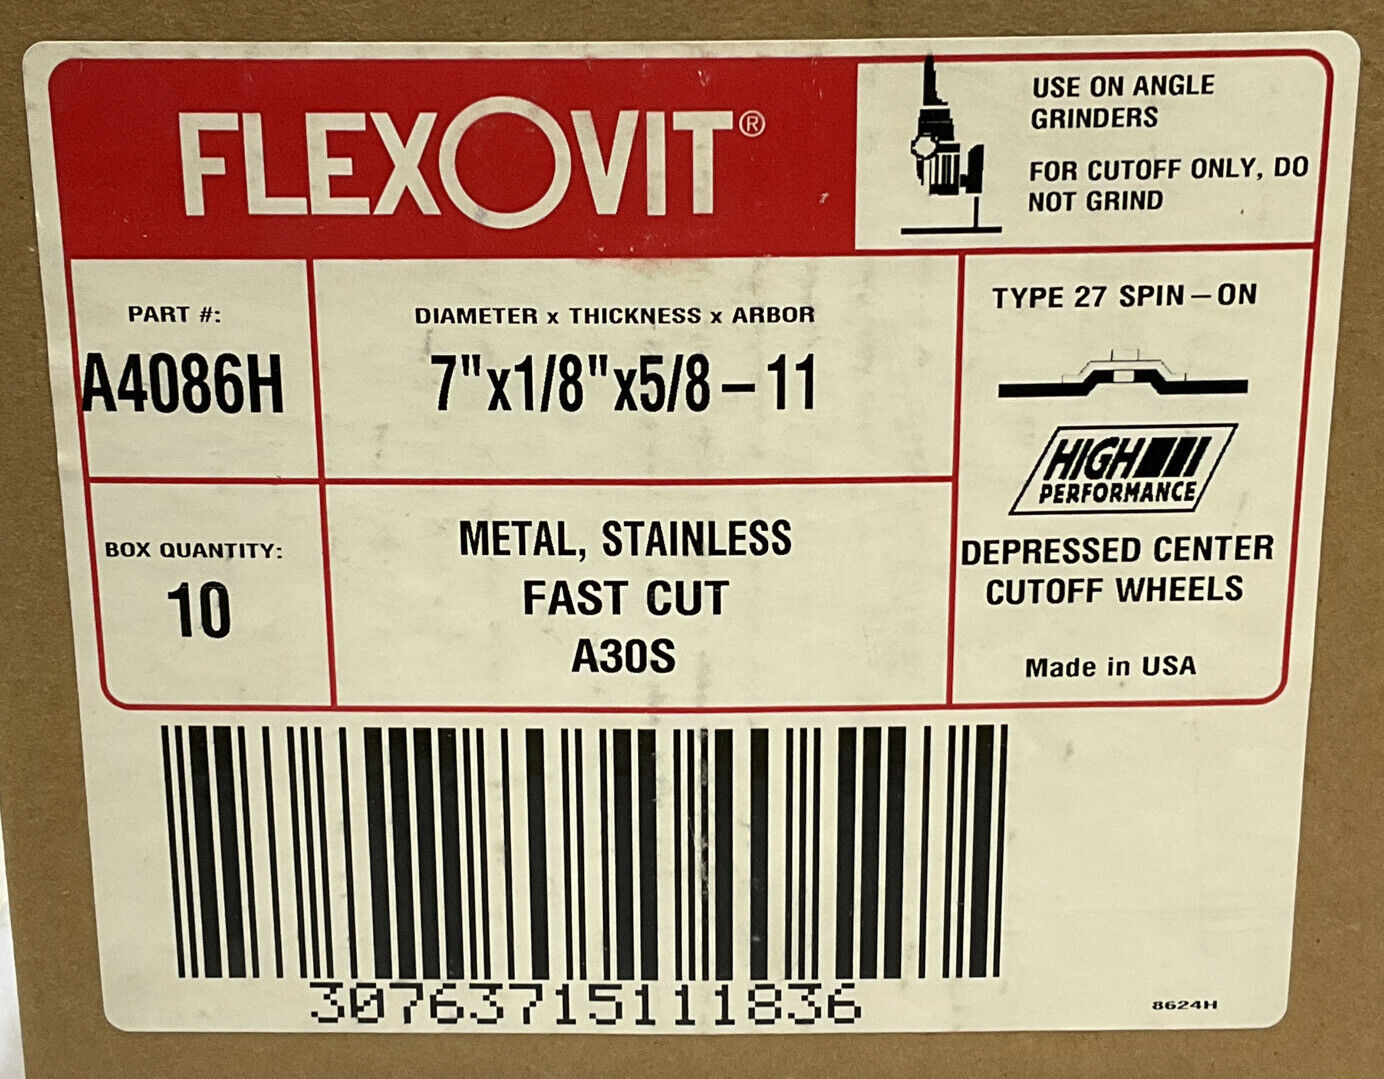 FLEXOVIT®
USE ON ANGLE
GRINDERS
FOR CUTOFF ONLY, DO
NOT GRIND
PART #:
A4086H
DIAMETER x THICKNESS x ARBOR
7"x1/8"x5/8–11
TYPE 27 SPIN–ON
HIGH
PERFORMANCE
DEPRESSED CENTER
CUTOFF WHEELS
Made in USA
BOX QUANTITY:
10
METAL, STAINLESS
FAST CUT
A30S
30763715111836
8624H